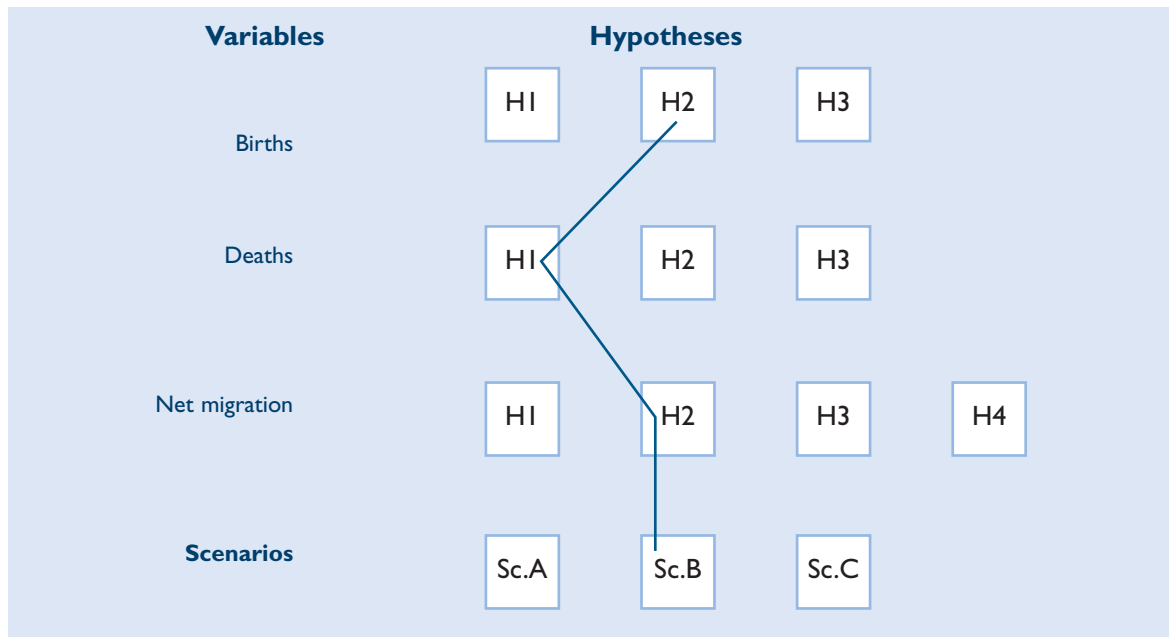 Variables Hypotheses
H1 H2 H3
Births
Deaths
H1 H2 H3
Net migration
H1 H2 H3 H4
Scenarios
Sc.A Sc.B Sc.C